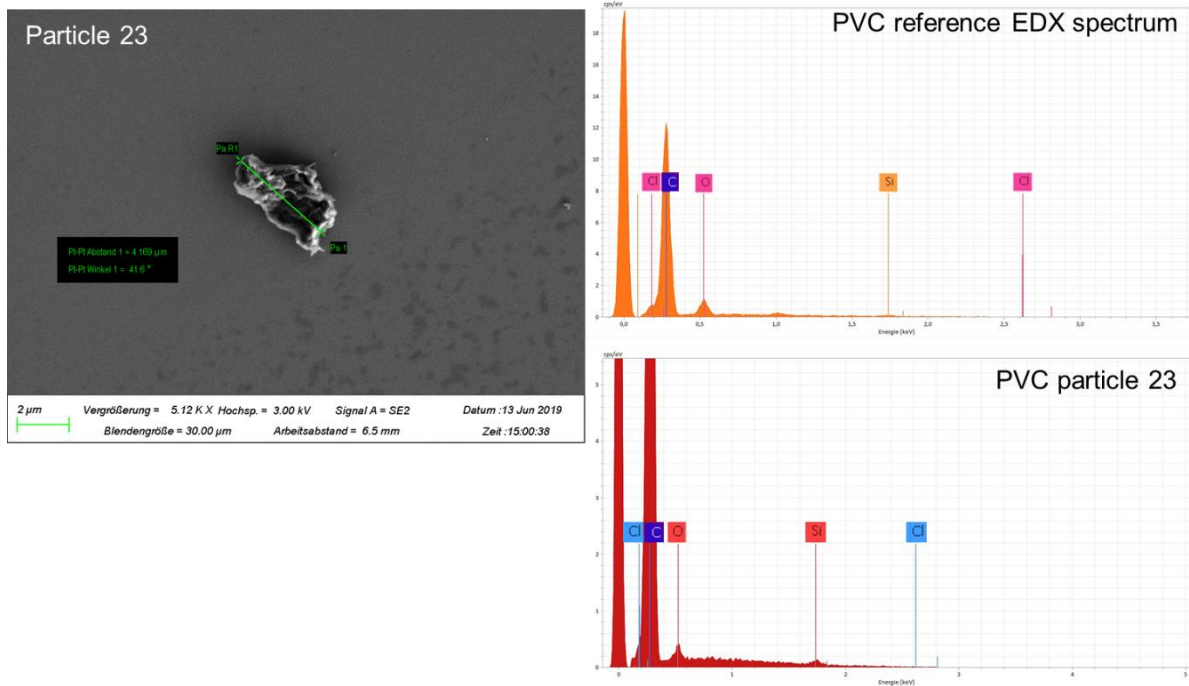 Particle 23
Pa R1
Pa 1
Pt-Pt Abstand 1 = 4.169 µm
Pt-Pt Winkel 1 = 41.6 °
2 µm
Vergrößerung = 5.12 K X Hochsp. = 3.00 kV Signal A = SE2 Datum :13 Jun 2019
Blendengröße = 30.00 µm Arbeitsabstand = 6.5 mm Zeit :15:00:38
cps/eV
PVC reference EDX spectrum
18
16
14
12
10
8
6
4
2
0
Cl C O Si Cl
0,0 0,5 1,0 1,5 2,0 2,5 3,0 3,5
Energie [keV]
cps/eV
PVC particle 23
5
4
3
2
1
0
Cl C O Si Cl
0 1 2 3 4 5
Energie [keV]